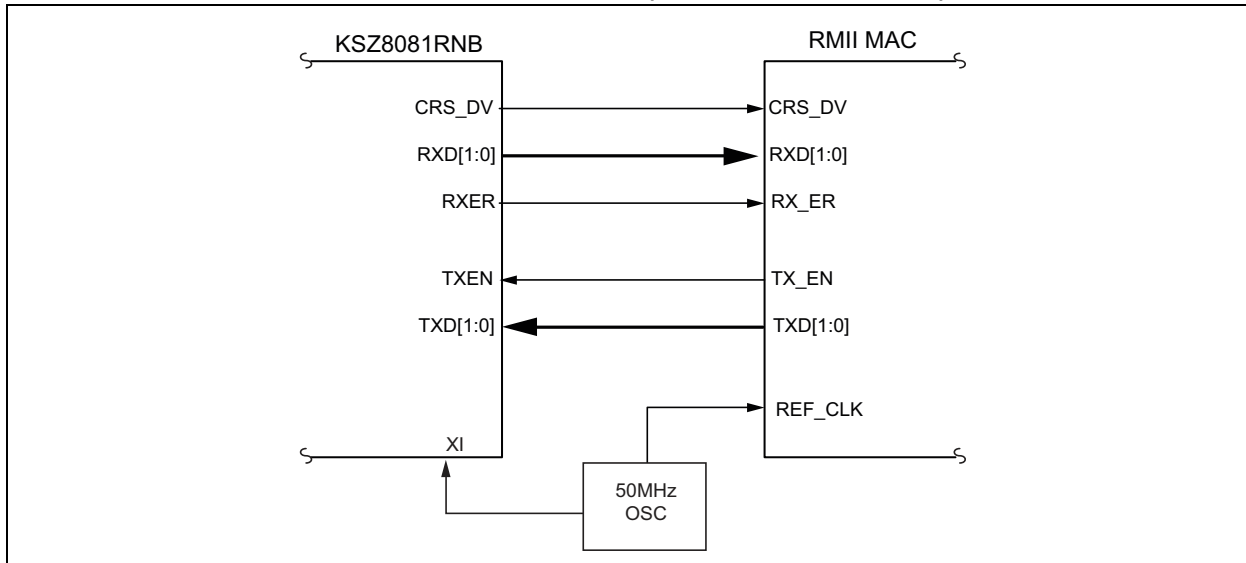 KSZ8081RNB
RMII MAC
CRS_DV
CRS_DV
RXD[1:0]
RXD[1:0]
RXER
RX_ER
TXEN
TX_EN
TXD[1:0]
TXD[1:0]
REF_CLK
XI
50MHz
OSC